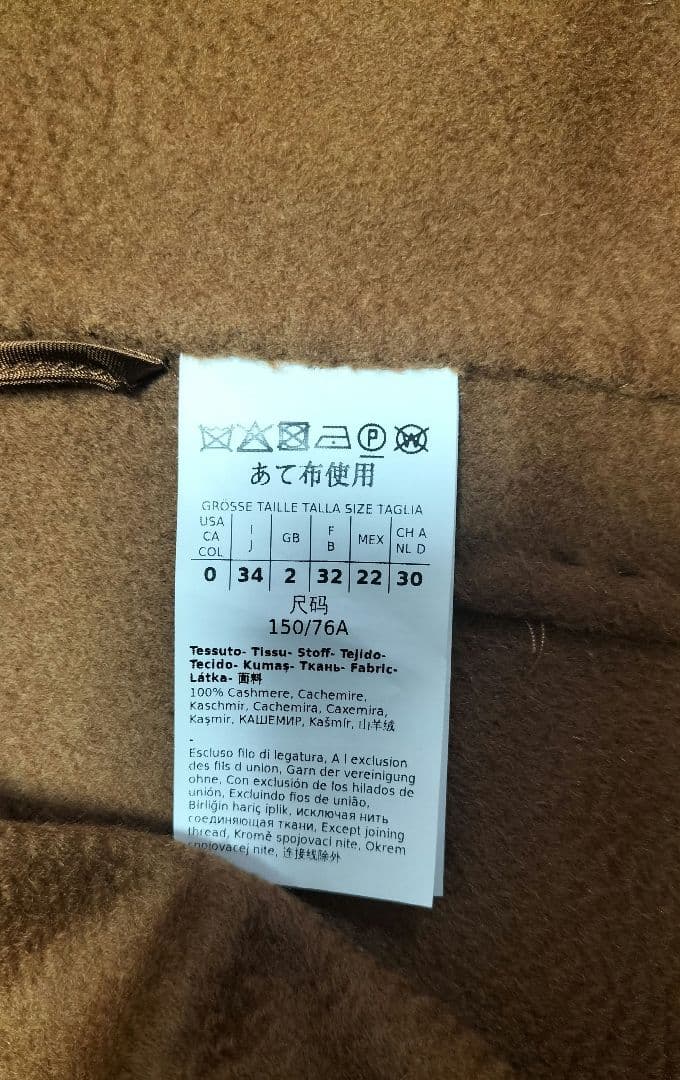 P W
あて布使用
GRÖSSE TAILLE TALLA SIZE TAGLIA
USA CA COL | I J | GB | F B | MEX | CH A NL D
0 | 34 | 2 | 32 | 22 | 30
尺码
150/76A
Tessuto- Tissu- Stoff- Tejido-
Tecido- Kumaş- Ткань- Fabric-
Látka- 面料
100% Cashmere, Cachemire,
Kaschmir, Cachemira, Caxemira,
Kaşmir, КАШЕМИР, Kašmír, 山羊绒
-
Escluso filo di legatura, A l exclusion
des fils d union, Garn der vereinigung
ohne, Con exclusión de los hilados de
unión, Excluindo fios de união,
Birliğin hariç iplik, исключая нить
соединяющая ткани, Except joining
thread, Kromě spojovací nite, Okrem
spojovacej nite, 连接线除外